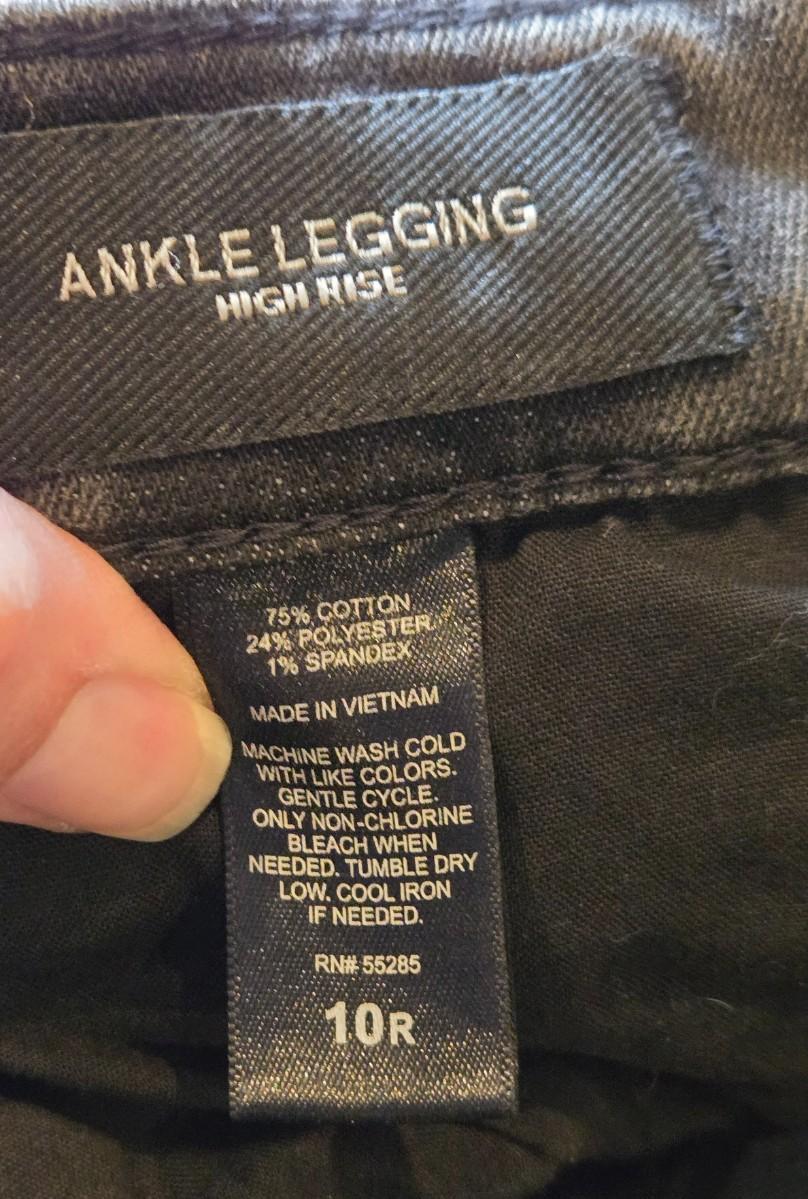 ANKLE LEGGING
HIGH RISE
75% COTTON
24% POLYESTER
1% SPANDEX
MADE IN VIETNAM
MACHINE WASH COLD
WITH LIKE COLORS.
GENTLE CYCLE.
ONLY NON-CHLORINE
BLEACH WHEN
NEEDED. TUMBLE DRY
LOW. COOL IRON
IF NEEDED.
RN# 55285
10R